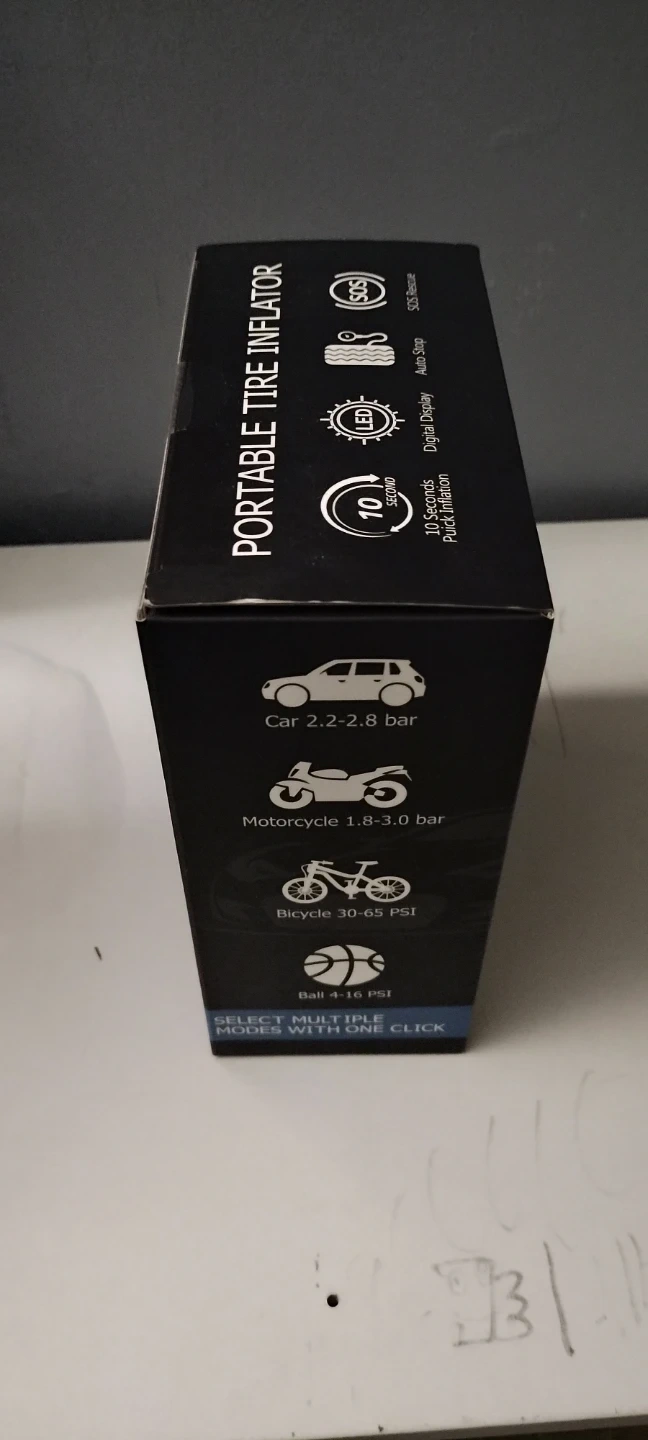 PORTABLE TIRE INFLATOR
10
SECOND
10 Seconds
Puick Inflation
LED
Digital Display
Auto Stop
SOS
SOS Rescue
Car 2.2-2.8 bar
Motorcycle 1.8-3.0 bar
Bicycle 30-65 PSI
Ball 4-16 PSI
SELECT MULTIPLE
MODES WITH ONE CLICK